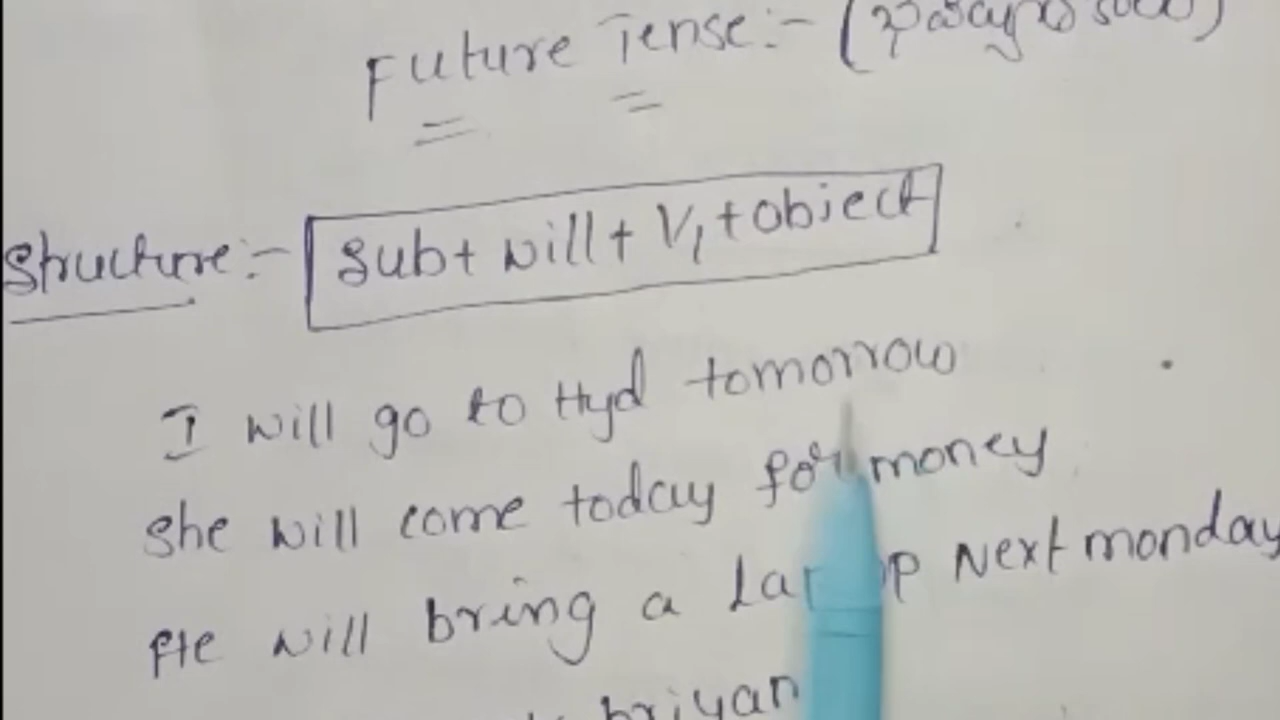 Future Tense:- (
Structure:- sub+ will + V1 + object
I will go to Hyd tomorrow
she will come today for money
He will bring a Next monday